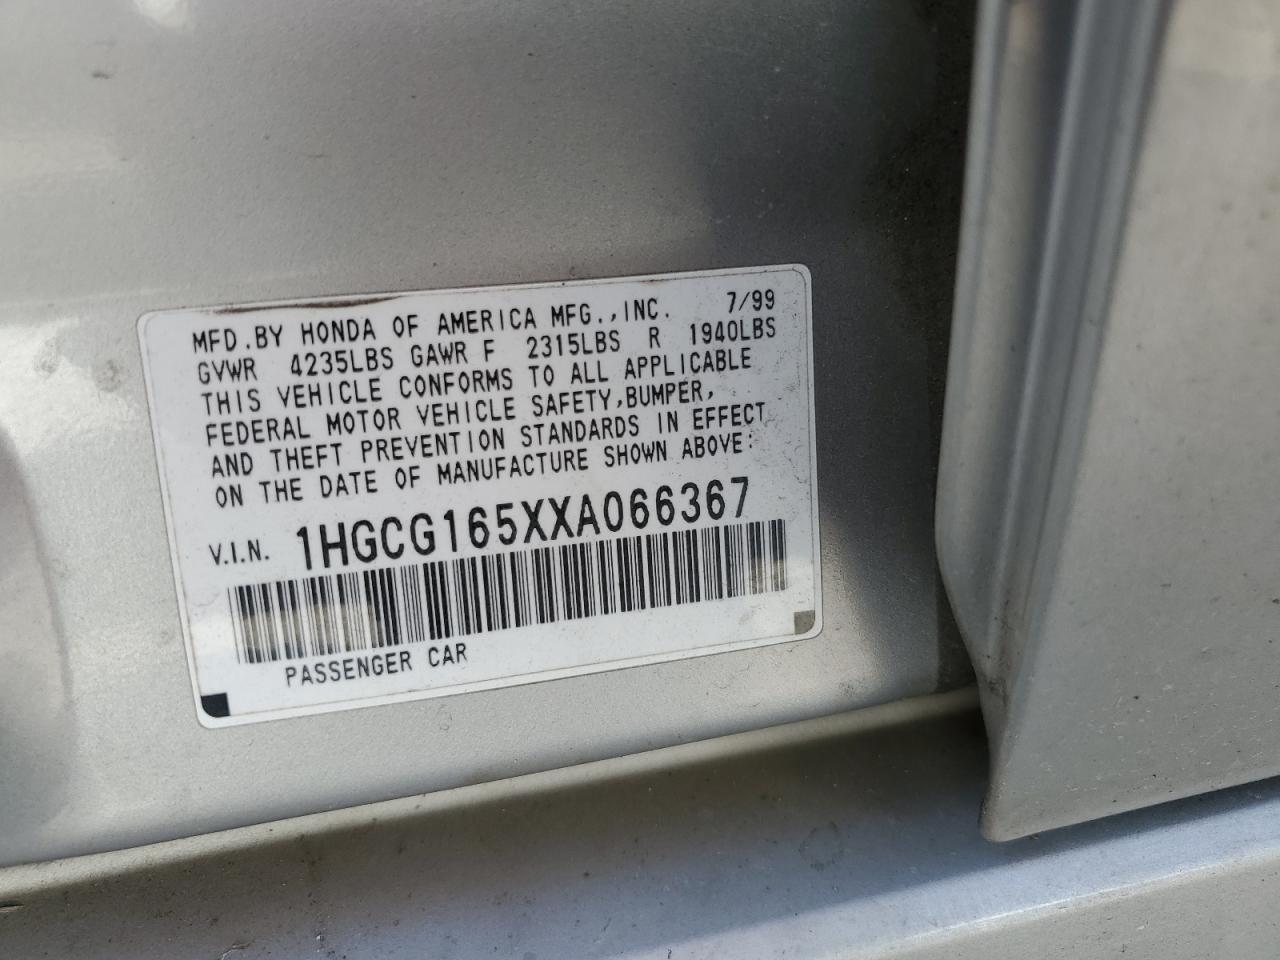 MFD.BY HONDA OF AMERICA MFG.,INC. 7/99
GVWR 4235LBS GAWR F 2315LBS R 1940LBS
THIS VEHICLE CONFORMS TO ALL APPLICABLE
FEDERAL MOTOR VEHICLE SAFETY,BUMPER,
AND THEFT PREVENTION STANDARDS IN EFFECT
ON THE DATE OF MANUFACTURE SHOWN ABOVE:
V.I.N. 1HGCG165XXA066367
PASSENGER CAR